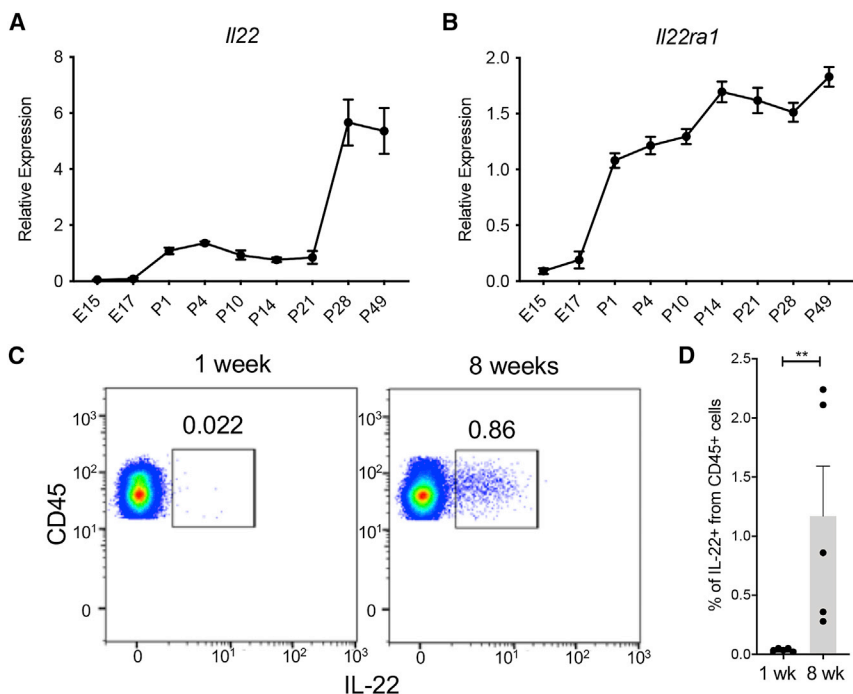 A
Il22
Relative Expression
8
6
4
2
0
E15 E17 P1 P4 P10 P14 P21 P28 P49
B
Il22ra1
Relative Expression
2.0
1.5
1.0
0.5
0.0
E15 E17 P1 P4 P10 P14 P21 P28 P49
C
1 week
0.022
8 weeks
0.86
CD45
10³
10²
10¹
0
0 10¹ 10² 10³
10³
10²
10¹
0
0 10¹ 10² 10³
IL-22
D
% of IL-22+ from CD45+ cells
2.5
2.0
1.5
1.0
0.5
0.0
**
1 wk 8 wk